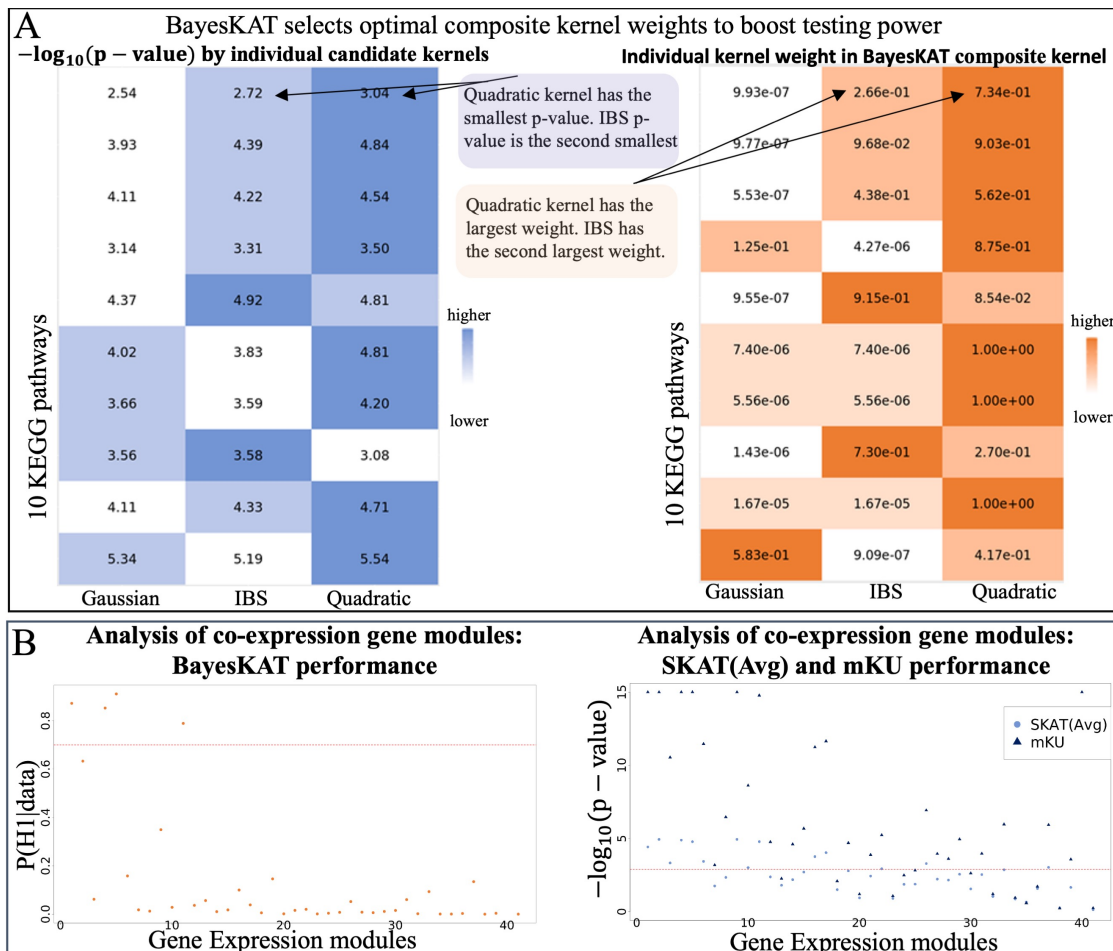 A
BayesKAT selects optimal composite kernel weights to boost testing power
−log₁₀(p − value) by individual candidate kernels
Individual kernel weight in BayesKAT composite kernel
2.54 2.72 3.04
3.93 4.39 4.84
4.11 4.22 4.54
3.14 3.31 3.50
4.37 4.92 4.81
4.02 3.83 4.81
3.66 3.59 4.20
3.56 3.58 3.08
4.11 4.33 4.71
5.34 5.19 5.54
Gaussian IBS Quadratic
10 KEGG pathways
higher
lower
Quadratic kernel has the
smallest p-value. IBS p-
value is the second smallest
Quadratic kernel has the
largest weight. IBS has
the second largest weight.
9.93e-07 2.66e-01 7.34e-01
9.77e-07 9.68e-02 9.03e-01
5.53e-07 4.38e-01 5.62e-01
1.25e-01 4.27e-06 8.75e-01
9.55e-07 9.15e-01 8.54e-02
7.40e-06 7.40e-06 1.00e+00
5.56e-06 5.56e-06 1.00e+00
1.43e-06 7.30e-01 2.70e-01
1.67e-05 1.67e-05 1.00e+00
5.83e-01 9.09e-07 4.17e-01
Gaussian IBS Quadratic
10 KEGG pathways
higher
lower
B
Analysis of co-expression gene modules:
BayesKAT performance
P(H1|data)
0.8
0.6
0.4
0.2
0.0
0 10 20 30 40
Gene Expression modules
Analysis of co-expression gene modules:
SKAT(Avg) and mKU performance
−log₁₀(p − value)
15
10
5
0
SKAT(Avg)
mKU
0 10 20 30 40
Gene Expression modules